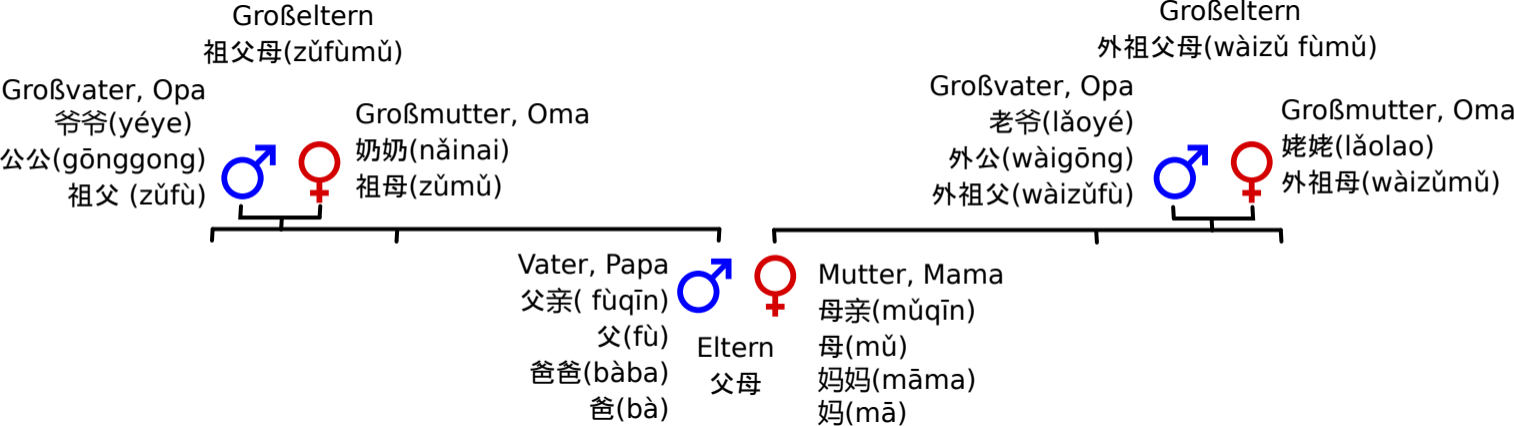 Großeltern
祖父母(zǔfùmǔ)
Großvater, Opa
爷爷(yéye)
公公(gōnggong)
祖父 (zǔfù)
Großmutter, Oma
奶奶(nǎinai)
祖母(zǔmǔ)
Großeltern
外祖父母(wàizǔ fùmǔ)
Großvater, Opa
老爷(lǎoyé)
外公(wàigōng)
外祖父(wàizǔfù)
Großmutter, Oma
姥姥(lǎolao)
外祖母(wàizǔmǔ)
Vater, Papa
父亲( fùqīn)
父(fù)
爸爸(bàba)
爸(bà)
Eltern
父母
Mutter, Mama
母亲(mǔqīn)
母(mǔ)
妈妈(māma)
妈(mā)